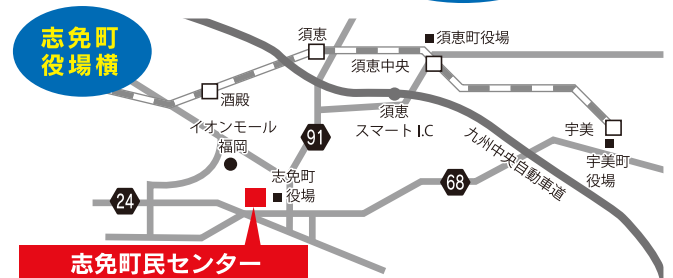 志免町
役場横
須恵
須恵町役場
須恵中央
酒殿
須恵
スマートI.C
イオンモール
福岡
91
九州中央自動車道
宇美
宇美町
役場
志免町
役場
68
24
志免町民センター